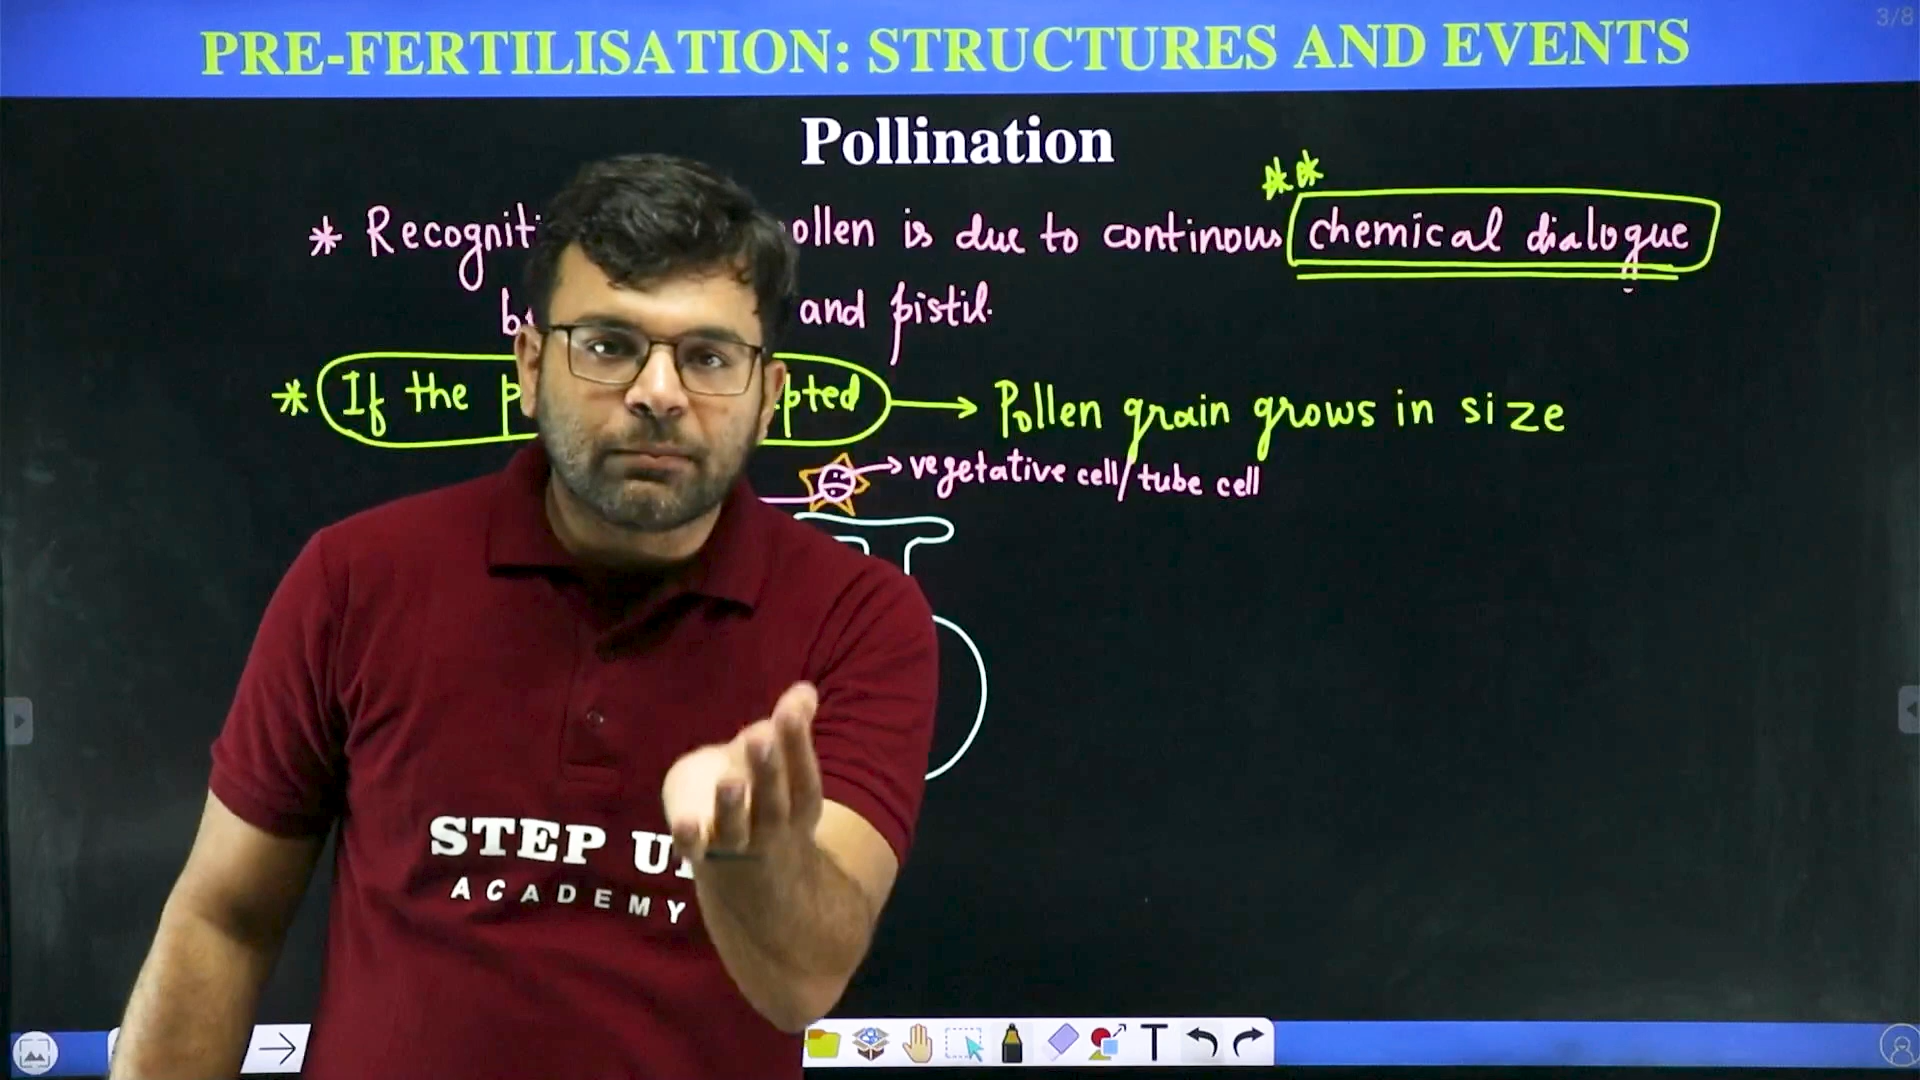 3/8
PRE-FERTILISATION: STRUCTURES AND EVENTS
Pollination
* Recogniti ollen is due to continous chemical dialogue
b and pistil.
* If the p pted → Pollen grain grows in size
→ vegetative cell/tube cell
STEP U
ACADEMY
T